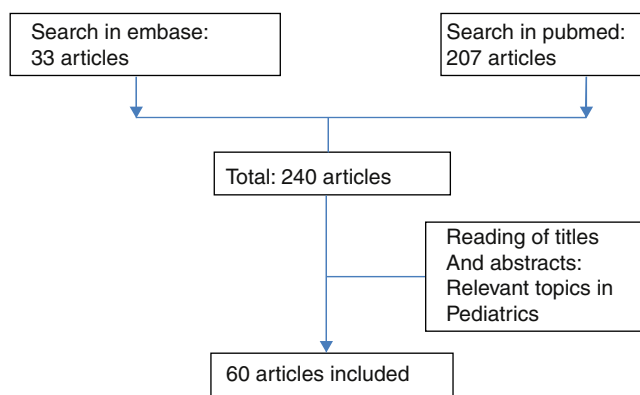 Search in embase:
33 articles
Search in pubmed:
207 articles
Total: 240 articles
Reading of titles
And abstracts:
Relevant topics in
Pediatrics
60 articles included